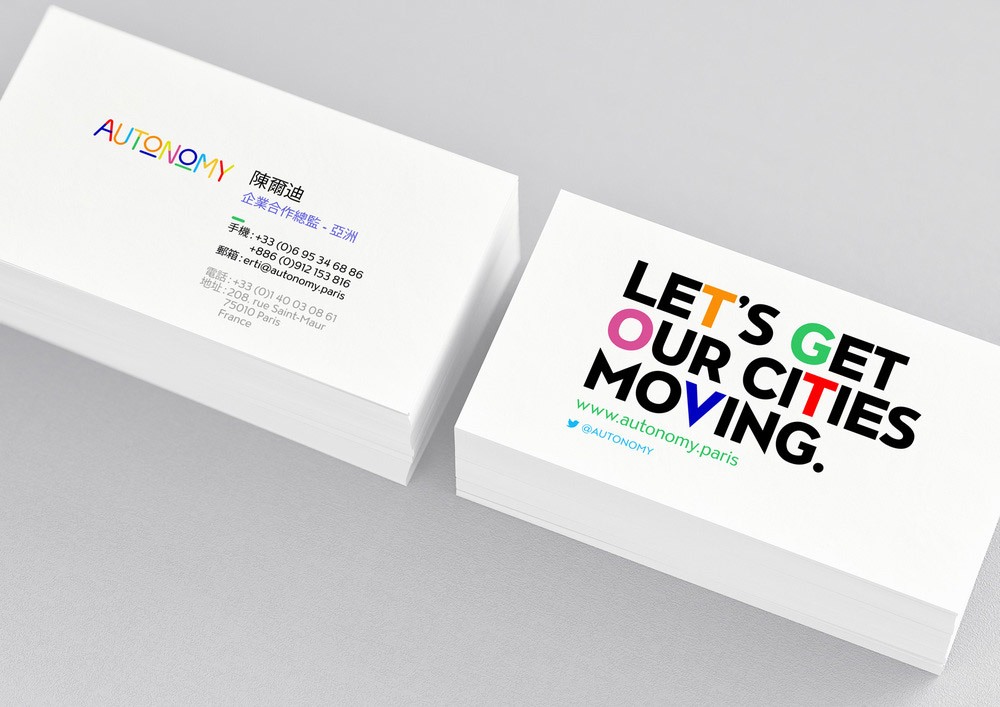 AUTONOMY
陳爾迪
企業合作總監 - 亞洲
手機 : +33 (0)6 95 34 68 86
+886 (0)912 153 816
郵箱 : erti@autonomy.paris
電話 : +33 (0)1 40 03 08 61
地址 : 208, rue Saint-Maur
75010 Paris
France
LET'S GET
OUR CITIES
MOVING.
www.autonomy.paris
@AUTONOMY